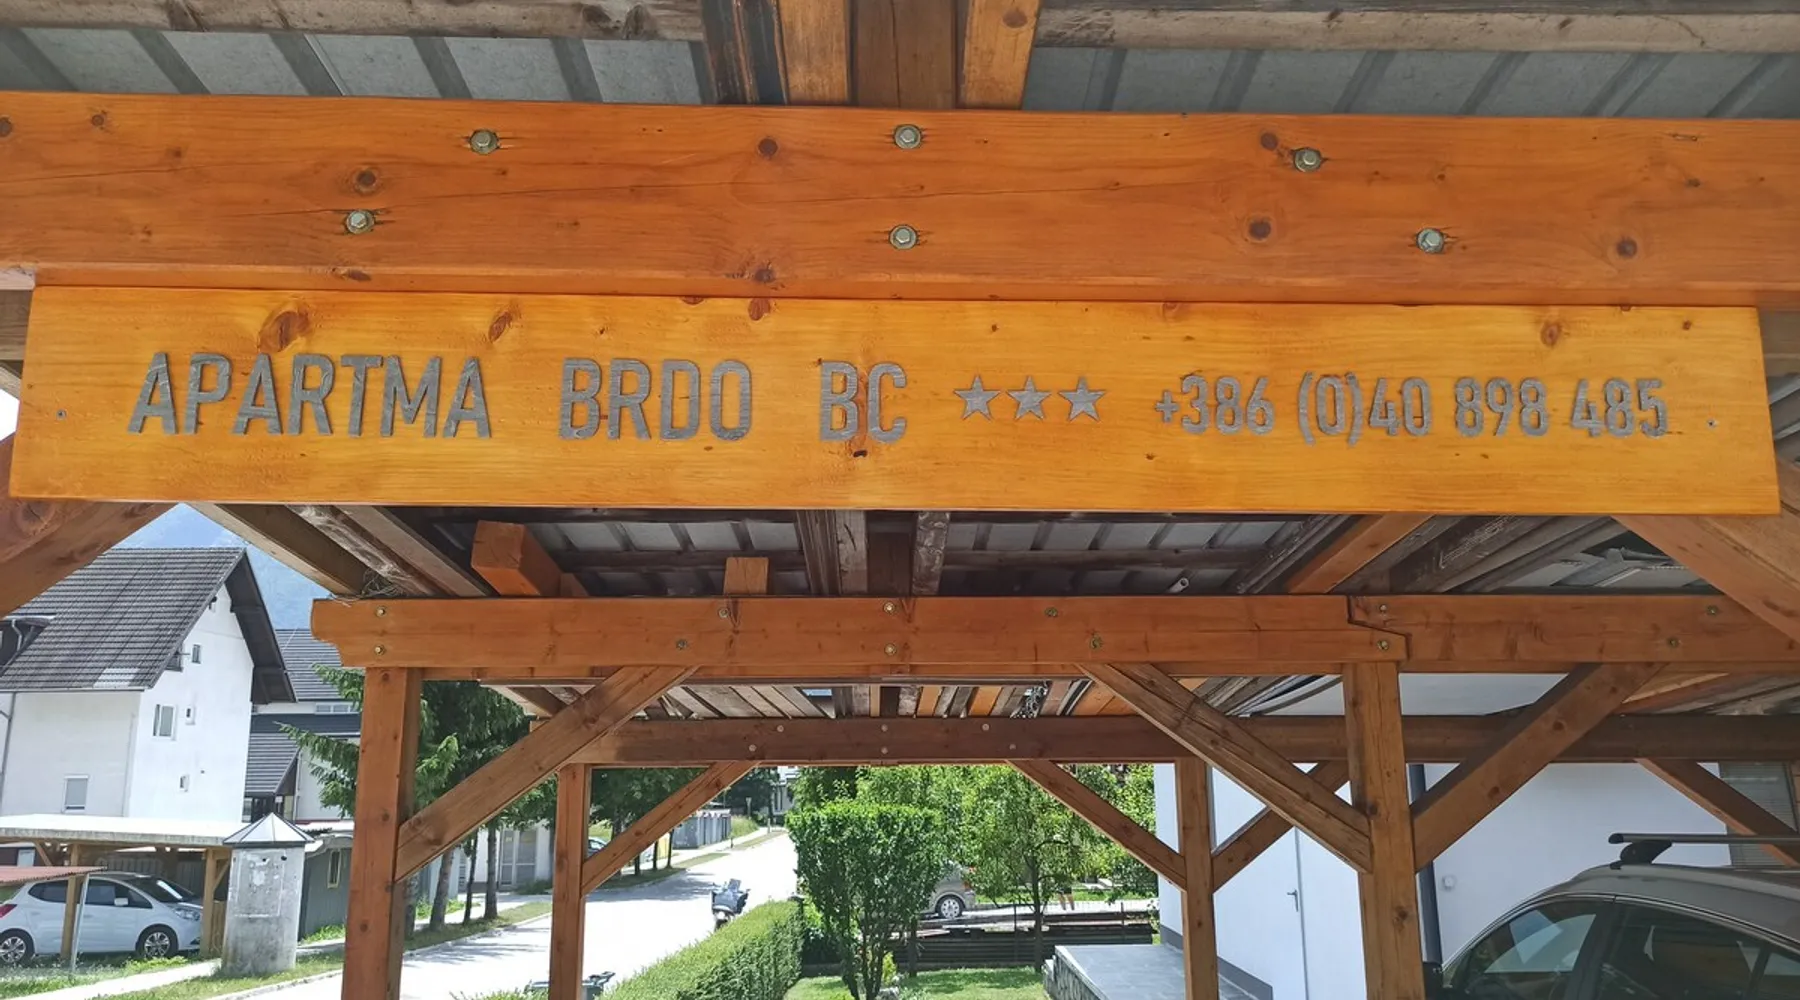 APARTMA BRDO BC ★★★ +386 (0)40 898 485